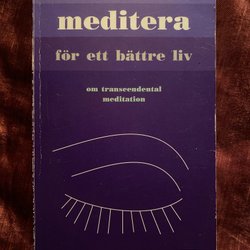 meditera
för ett bättre liv
om transcendental
meditation